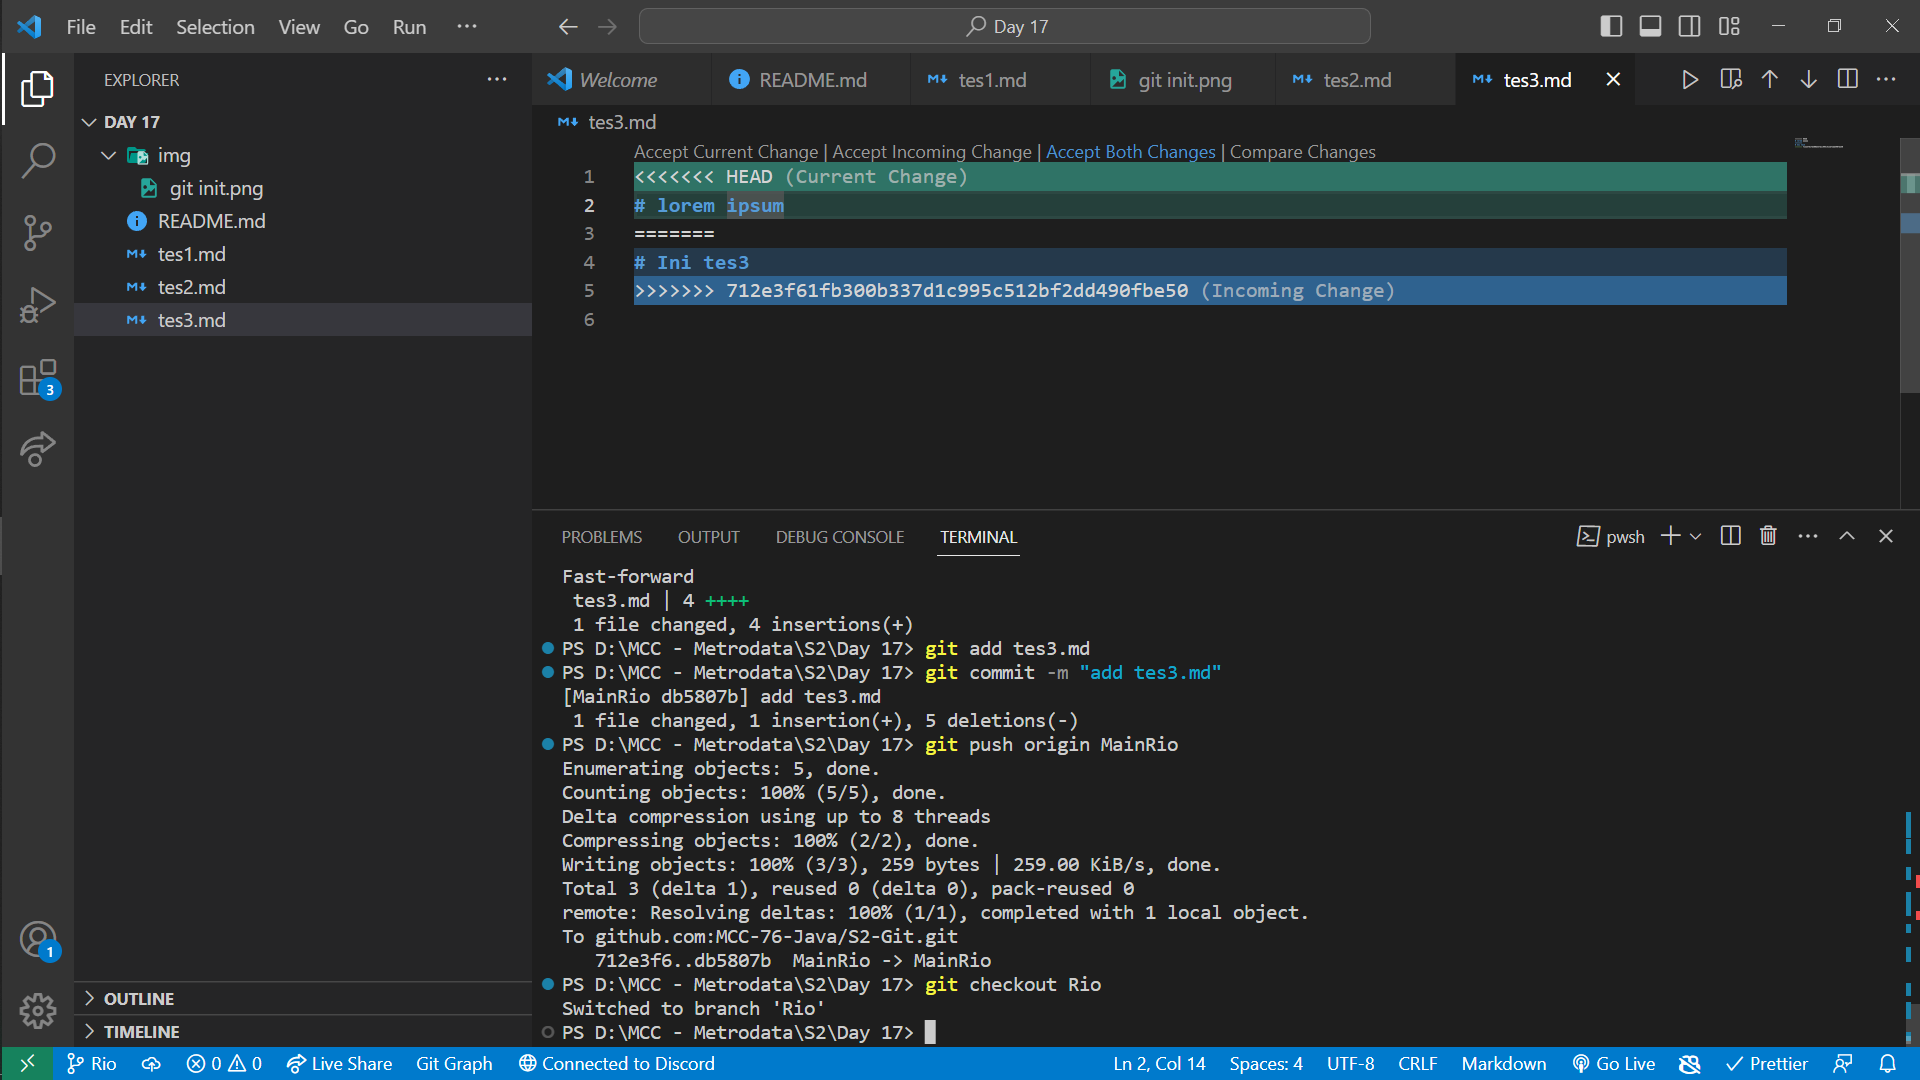 File Edit Selection View Go Run ··· Day 17
EXPLORER ···
DAY 17
img
git init.png
README.md
tes1.md
tes2.md
tes3.md
3
1
OUTLINE
TIMELINE
Welcome README.md tes1.md git init.png tes2.md tes3.md
tes3.md
Accept Current Change | Accept Incoming Change | Accept Both Changes | Compare Changes
1 <<<<<<< HEAD (Current Change)
2 # lorem ipsum
3 =======
4 # Ini tes3
5 >>>>>>> 712e3f61fb300b337d1c995c512bf2dd490fbe50 (Incoming Change)
6
PROBLEMS OUTPUT DEBUG CONSOLE TERMINAL pwsh
Fast-forward
tes3.md | 4 ++++
1 file changed, 4 insertions(+)
PS D:\MCC - Metrodata\S2\Day 17> git add tes3.md
PS D:\MCC - Metrodata\S2\Day 17> git commit -m "add tes3.md"
[MainRio db5807b] add tes3.md
1 file changed, 1 insertion(+), 5 deletions(-)
PS D:\MCC - Metrodata\S2\Day 17> git push origin MainRio
Enumerating objects: 5, done.
Counting objects: 100% (5/5), done.
Delta compression using up to 8 threads
Compressing objects: 100% (2/2), done.
Writing objects: 100% (3/3), 259 bytes | 259.00 KiB/s, done.
Total 3 (delta 1), reused 0 (delta 0), pack-reused 0
remote: Resolving deltas: 100% (1/1), completed with 1 local object.
To github.com:MCC-76-Java/S2-Git.git
712e3f6..db5807b  MainRio -> MainRio
PS D:\MCC - Metrodata\S2\Day 17> git checkout Rio
Switched to branch 'Rio'
PS D:\MCC - Metrodata\S2\Day 17>
Rio 0 0 Live Share Git Graph Connected to Discord Ln 2, Col 14 Spaces: 4 UTF-8 CRLF Markdown Go Live Prettier